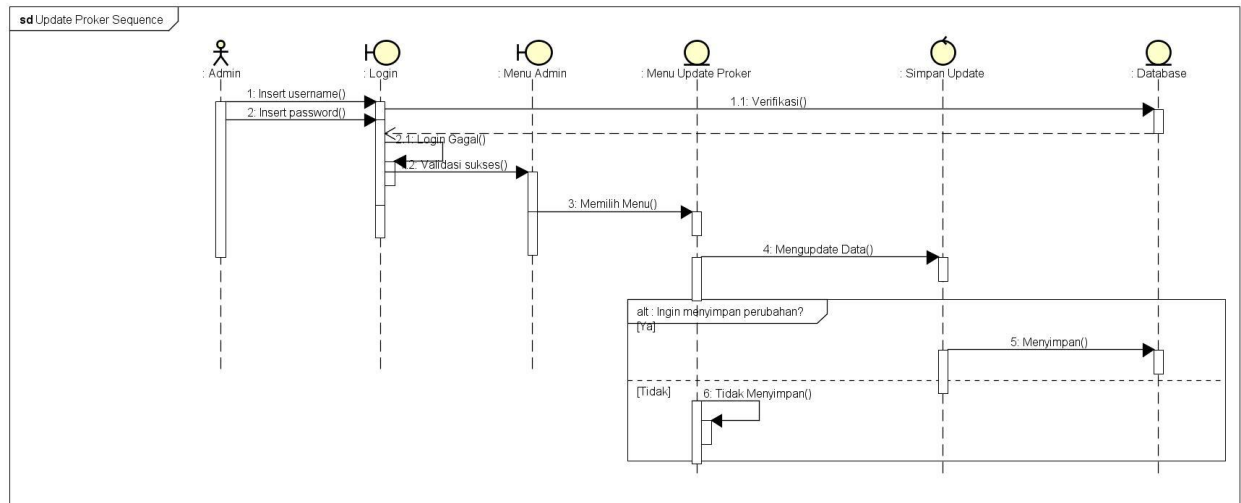 sd Update Proker Sequence
: Admin
: Login
: Menu Admin
: Menu Update Proker
: Simpan Update
: Database
1: Insert username()
1.1: Verifikasi()
2: Insert password()
2.1: Login Gagal()
.2: Validasi sukses()
3: Memilih Menu()
4: Mengupdate Data()
alt : Ingin menyimpan perubahan?
[Ya]
5: Menyimpan()
[Tidak]
6: Tidak Menyimpan()